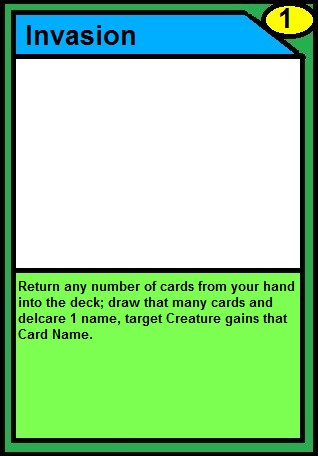 Invasion
1
Return any number of cards from your hand
into the deck; draw that many cards and
delcare 1 name, target Creature gains that
Card Name.